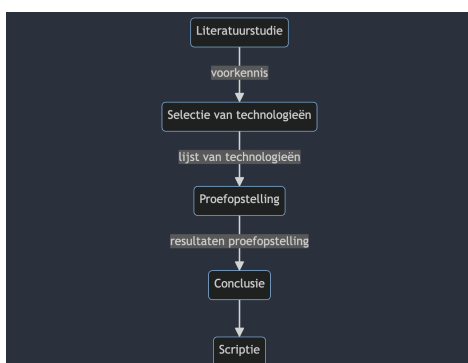 Literatuurstudie
voorkennis
Selectie van technologieën
lijst van technologieën
Proefopstelling
resultaten proefopstelling
Conclusie
Scriptie